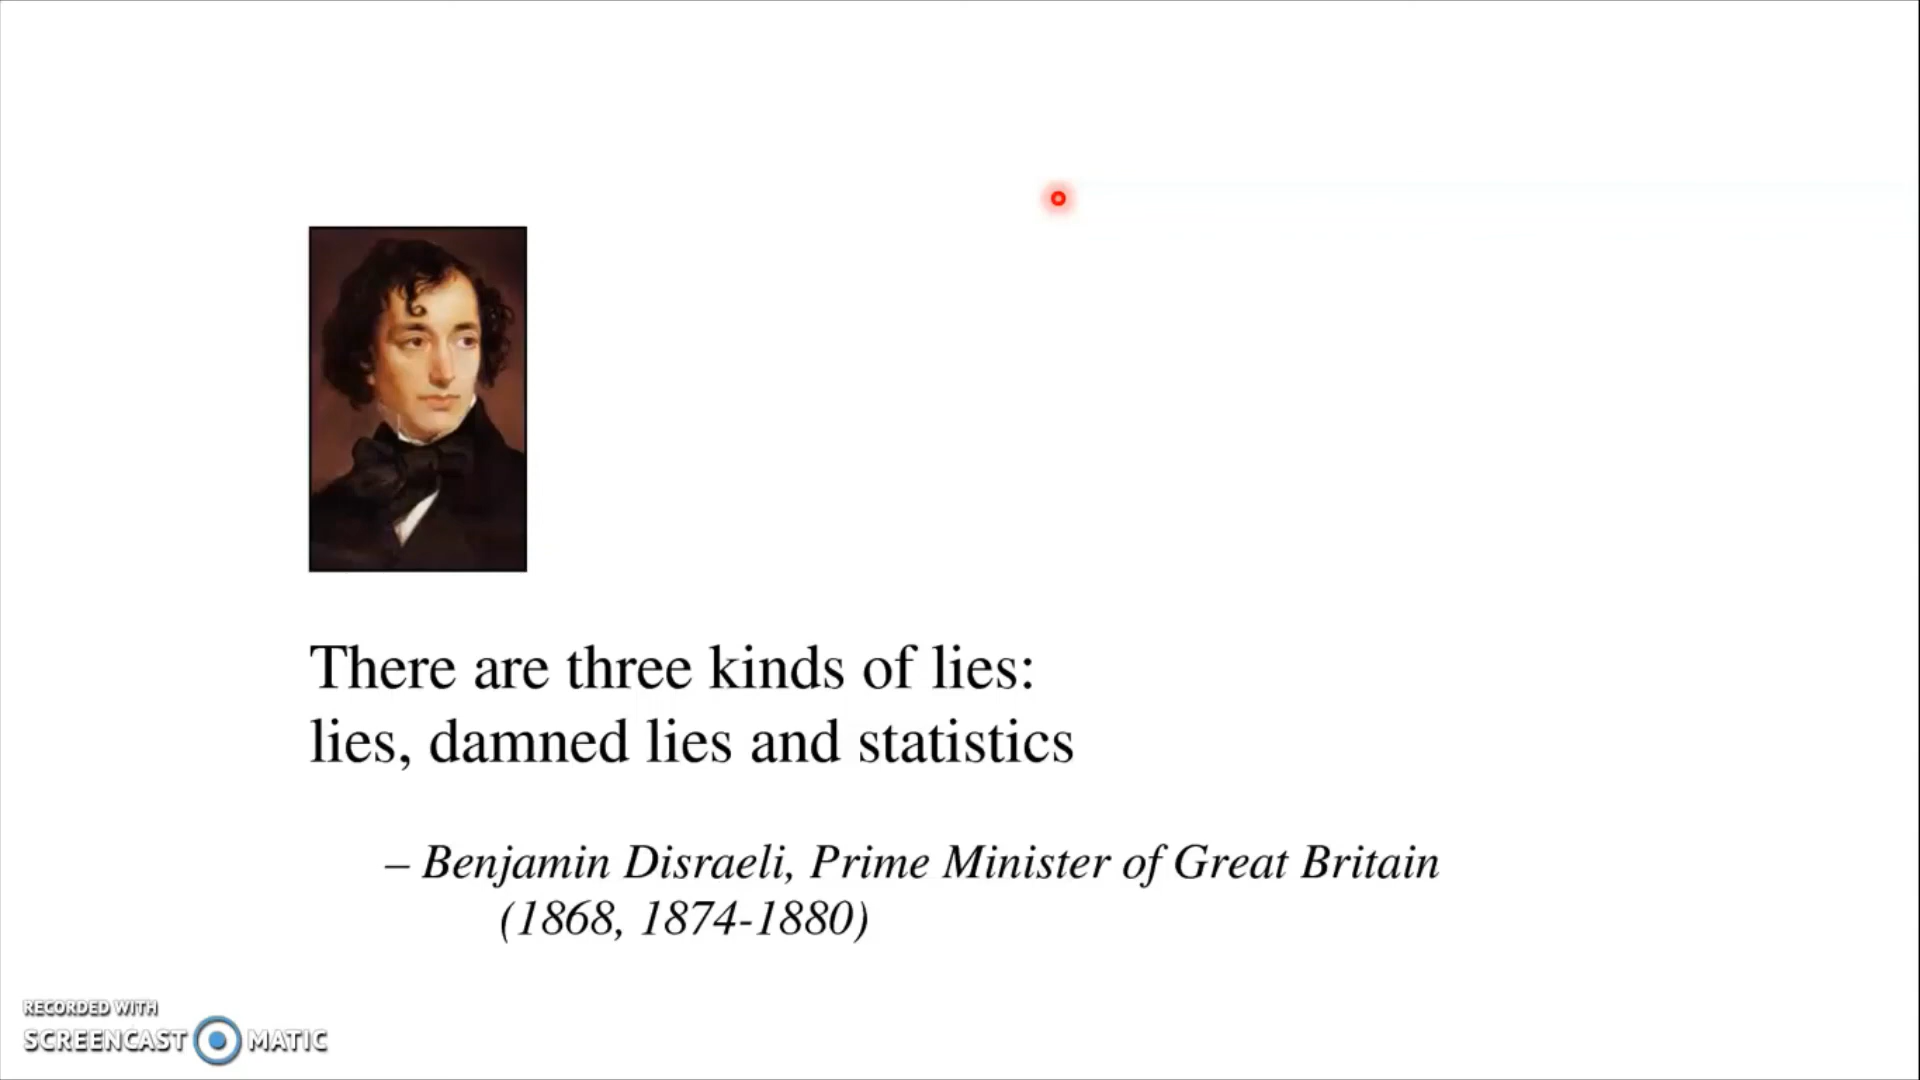 There are three kinds of lies:
lies, damned lies and statistics
– Benjamin Disraeli, Prime Minister of Great Britain
(1868, 1874-1880)
RECORDED WITH
SCREENCAST MATIC